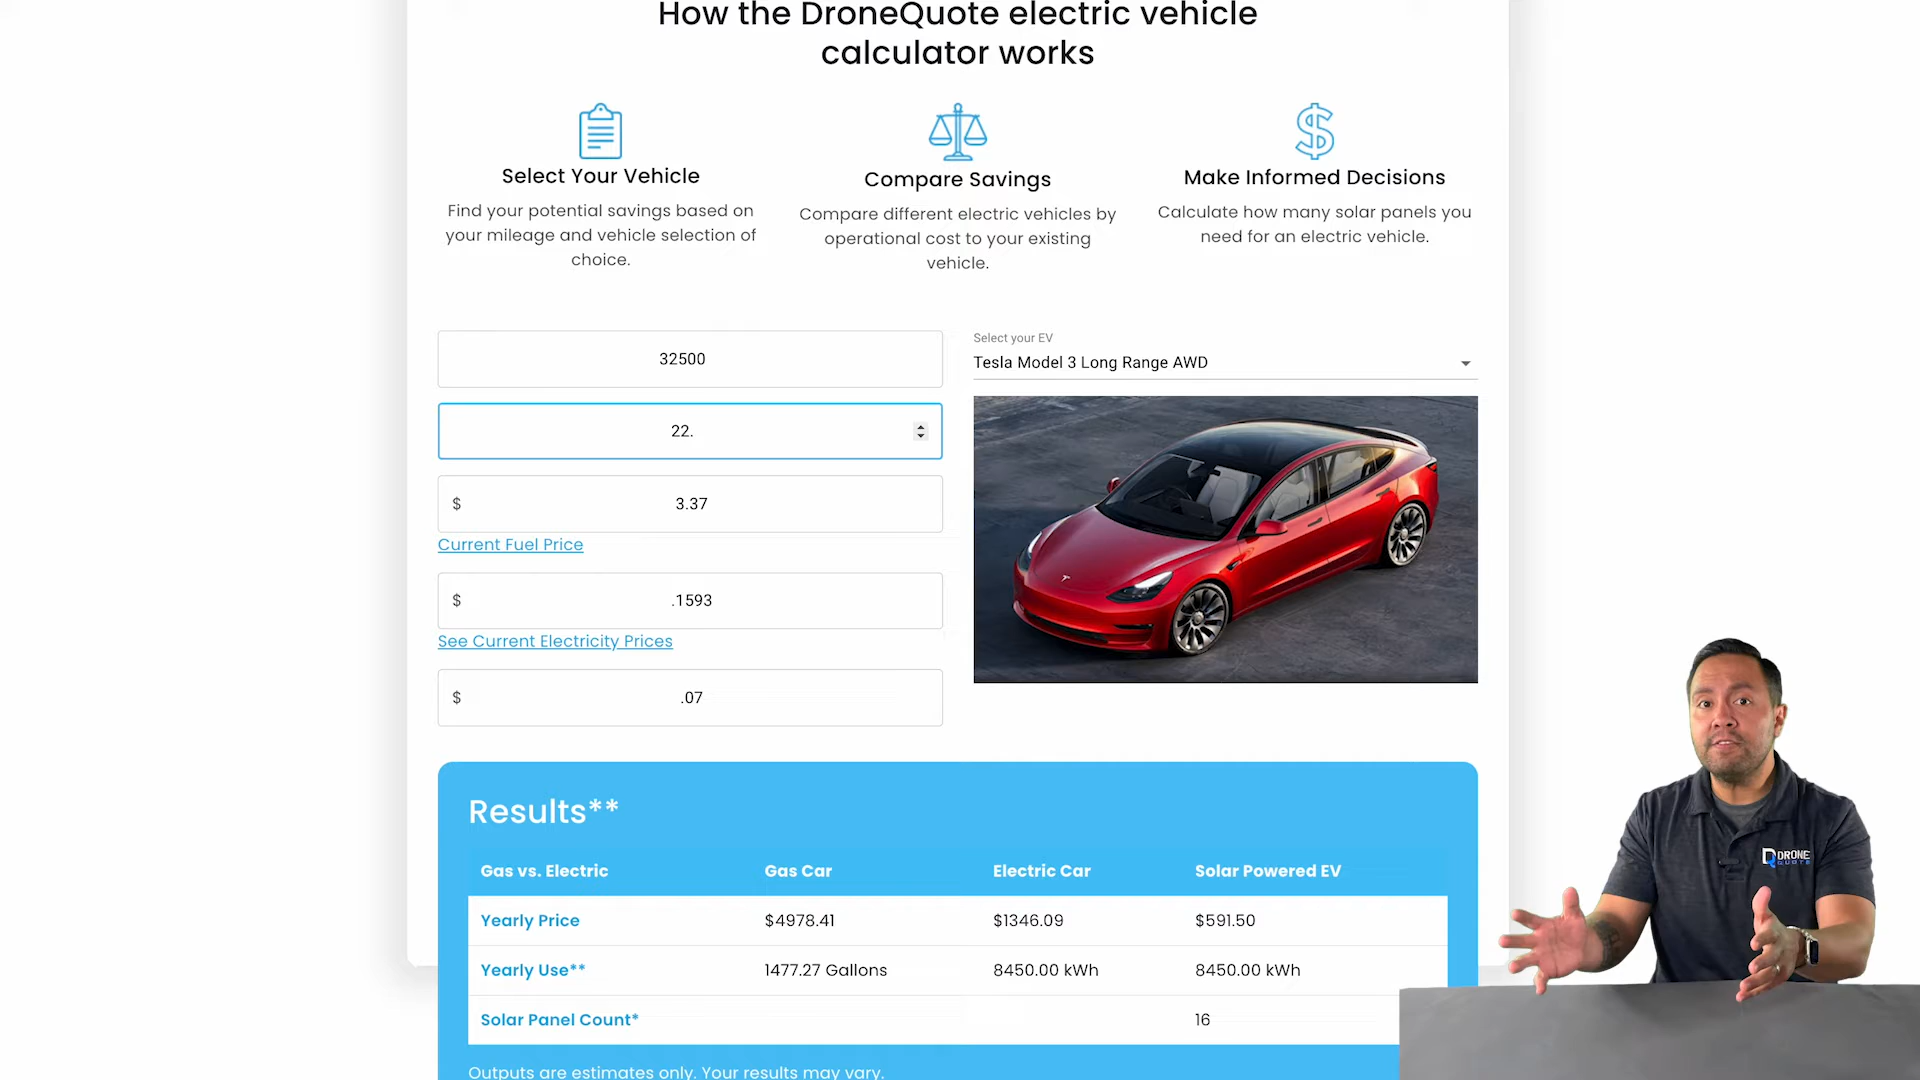 How the DroneQuote electric vehicle
calculator works
Select Your Vehicle
Find your potential savings based on
your mileage and vehicle selection of
choice.
Compare Savings
Compare different electric vehicles by
operational cost to your existing
vehicle.
Make Informed Decisions
Calculate how many solar panels you
need for an electric vehicle.
32500
22.
$ 3.37
Current Fuel Price
$ .1593
See Current Electricity Prices
$ .07
Select your EV
Tesla Model 3 Long Range AWD
Results**
Gas vs. Electric Gas Car Electric Car Solar Powered EV
Yearly Price $4978.41 $1346.09 $591.50
Yearly Use** 1477.27 Gallons 8450.00 kWh 8450.00 kWh
Solar Panel Count* 16
Outputs are estimates only. Your results may vary.
DRONE
QUOTE